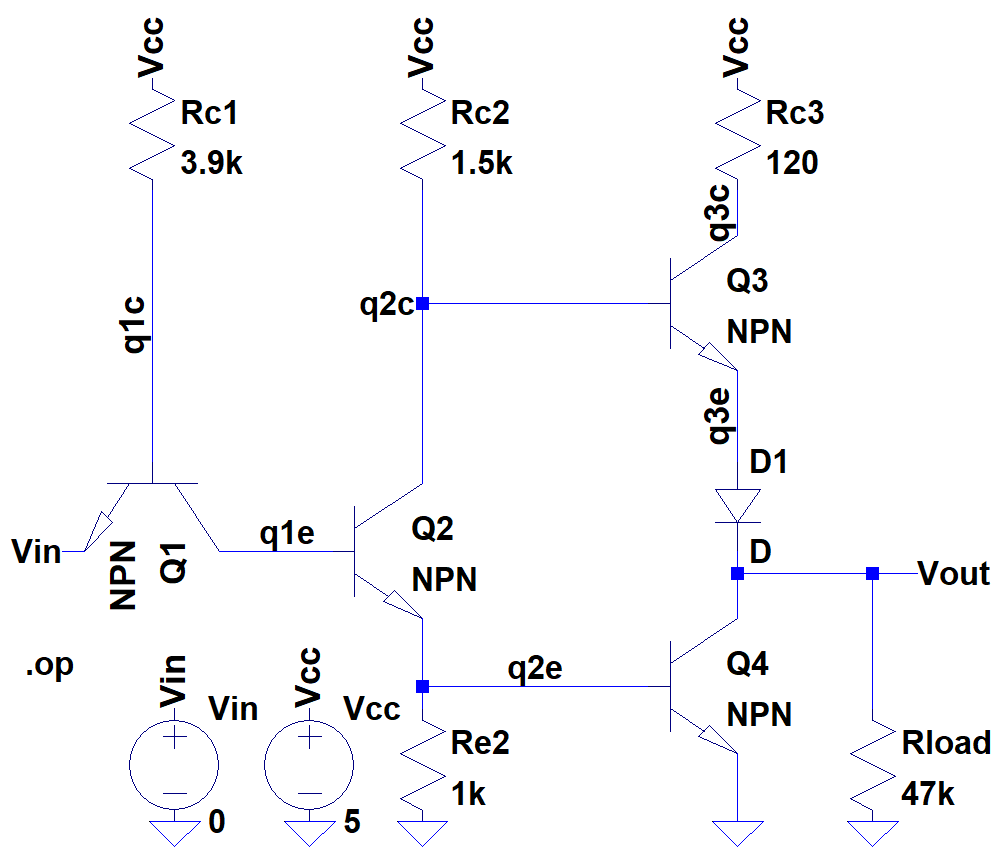 Vcc
Vcc
Vcc
Rc1
3.9k
Rc2
1.5k
Rc3
120
q3c
q1c
q2c
Q3
NPN
q3e
D1
D
Vin
NPN
Q1
q1e
Q2
NPN
Vout
.op
Vin
Vin
0
Vcc
Vcc
5
q2e
Re2
1k
Q4
NPN
Rload
47k